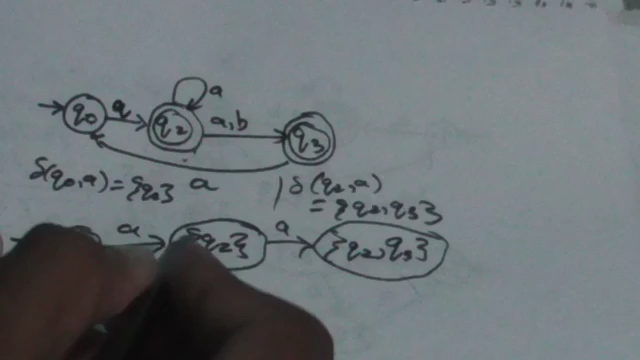 a
q0 a q2 a,b q3
a
δ(q0,a) = {q2} | δ(q2,a)
= {q2,q3}
a {q2} a {q2,q3}